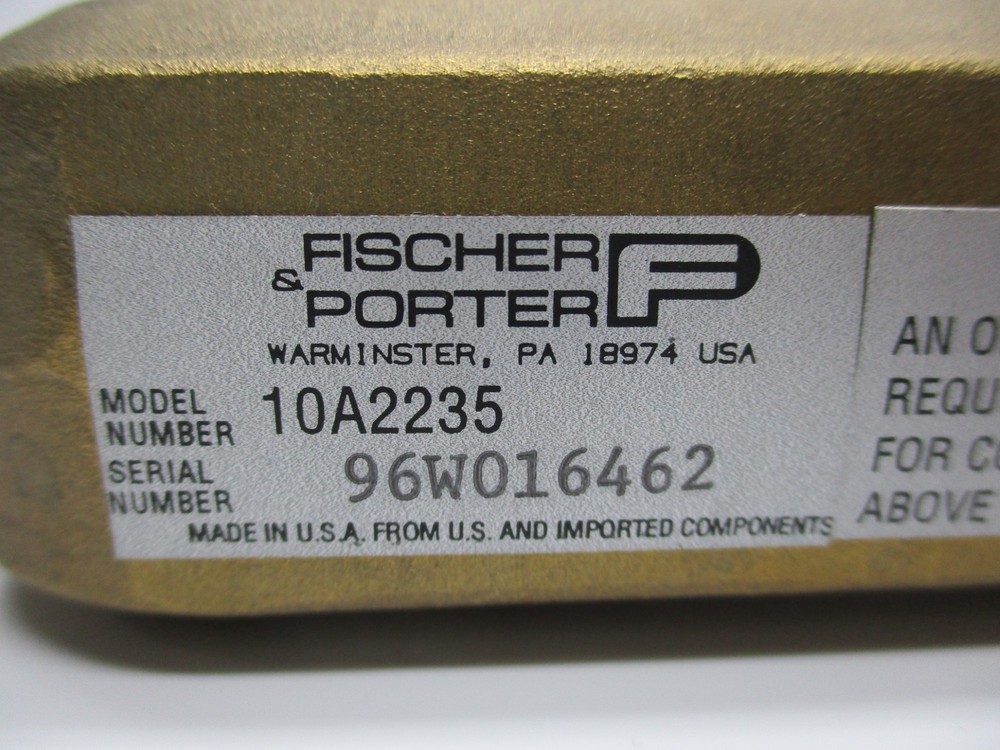 FISCHER
& PORTER
WARMINSTER, PA 18974 USA
MODEL NUMBER 10A2235
SERIAL NUMBER 96W016462
MADE IN U.S.A. FROM U.S. AND IMPORTED COMPONENTS
AN
FOR
ABOVE